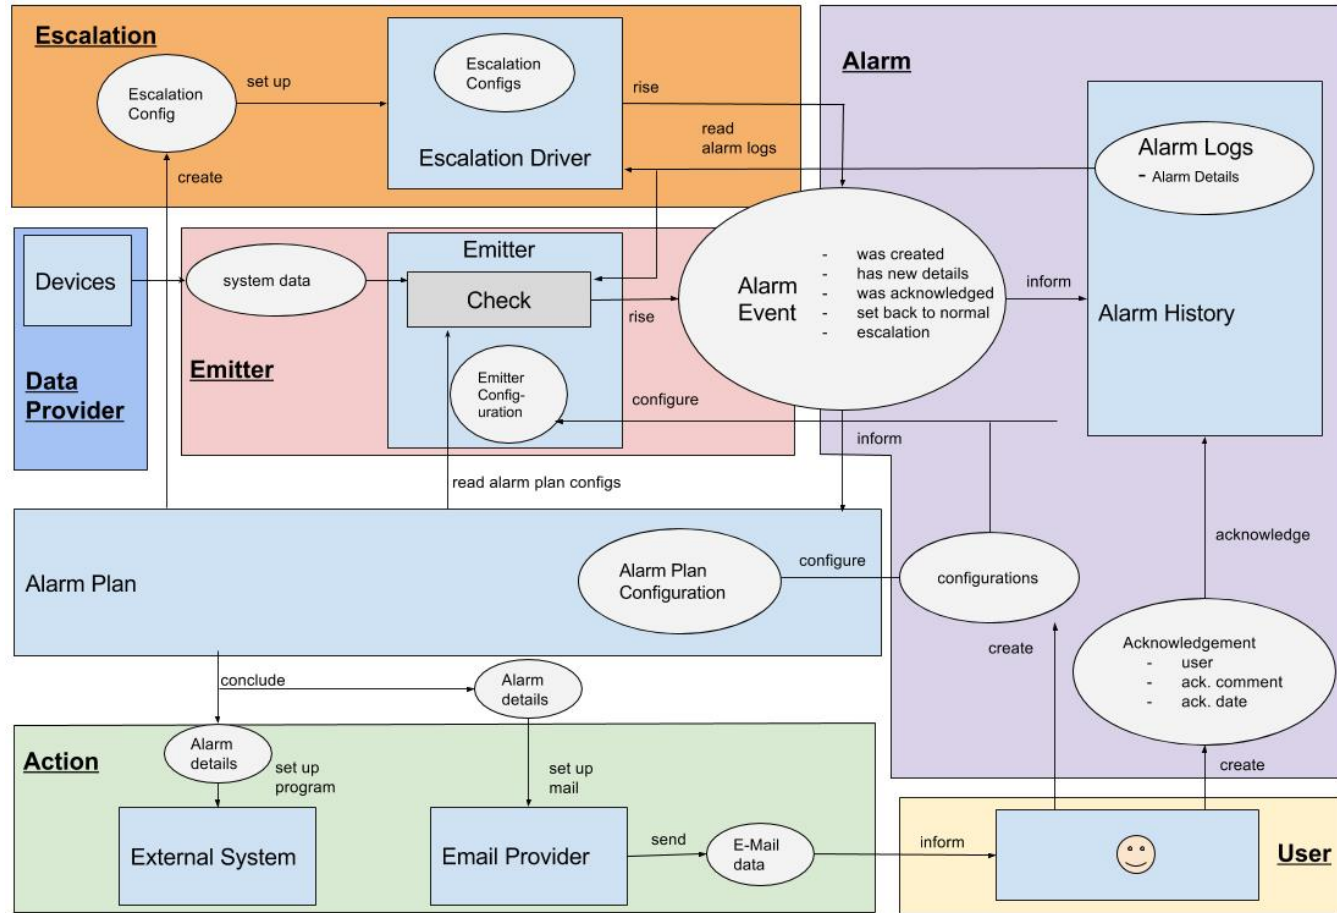 Escalation
Escalation
Config
set up
Escalation
Configs
Escalation Driver
rise
create
read
alarm logs
Alarm
Alarm Logs
- Alarm Details
Alarm History
Devices
Data
Provider
system data
Emitter
Emitter
Check
rise
Emitter
Config-
uration
configure
Alarm
Event
- was created
- has new details
- was acknowledged
- set back to normal
- escalation
inform
inform
read alarm plan configs
Alarm Plan
Alarm Plan
Configuration
configure
configurations
acknowledge
create
Acknowledgement
- user
- ack. comment
- ack. date
create
conclude
Alarm
details
Action
Alarm
details
set up
program
set up
mail
External System
Email Provider
send
E-Mail
data
inform
User